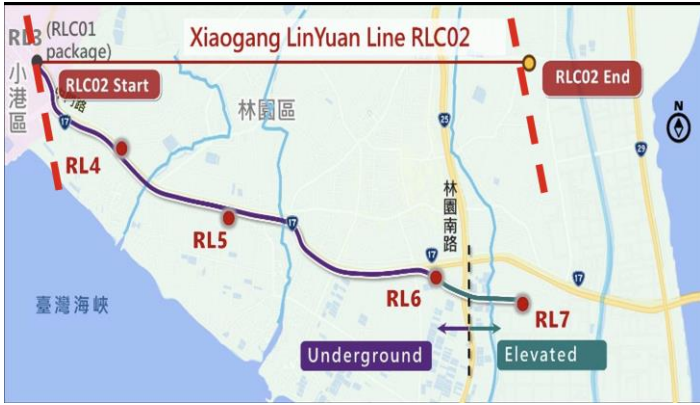 Xiaogang LinYuan Line RLC02
RL3 (RLC01
package)
小港區
RLC02 Start
RLC02 End
17
林園區
25
N
29
RL4
RL5
17
林園南路
17
17
RL6
RL7
臺灣海峽
Underground
Elevated